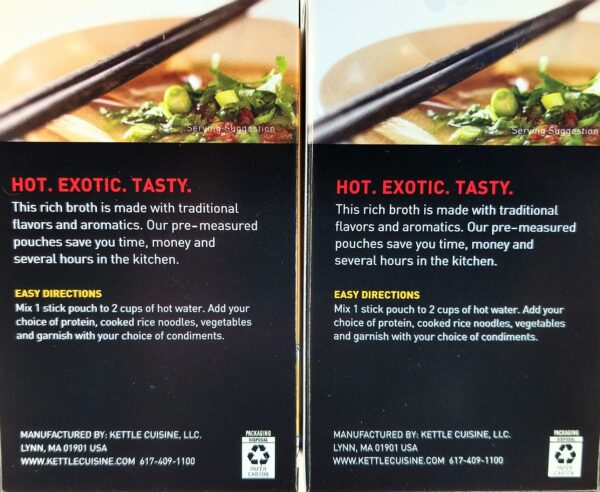 Serving Suggestion
HOT. EXOTIC. TASTY.
This rich broth is made with traditional
flavors and aromatics. Our pre-measured
pouches save you time, money and
several hours in the kitchen.
EASY DIRECTIONS
Mix 1 stick pouch to 2 cups of hot water. Add your
choice of protein, cooked rice noodles, vegetables
and garnish with your choice of condiments.
MANUFACTURED BY: KETTLE CUISINE, LLC.
LYNN, MA 01901 USA
WWW.KETTLECUISINE.COM 617-409-1100
PACKAGING
DISPOSAL
PAPER
CARTON
Serving Suggestion
HOT. EXOTIC. TASTY.
This rich broth is made with traditional
flavors and aromatics. Our pre-measured
pouches save you time, money and
several hours in the kitchen.
EASY DIRECTIONS
Mix 1 stick pouch to 2 cups of hot water. Add your
choice of protein, cooked rice noodles, vegetables
and garnish with your choice of condiments.
MANUFACTURED BY: KETTLE CUISINE, LLC.
LYNN, MA 01901 USA
WWW.KETTLECUISINE.COM 617-409-1100
PACKAGING
DISPOSAL
PAPER
CARTON